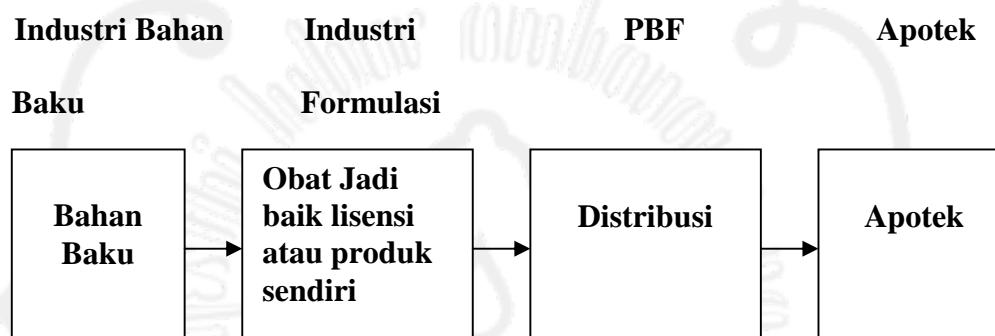 Industri Bahan Industri PBF Apotek
Baku Formulasi
Bahan
Baku
Obat Jadi
baik lisensi
atau produk
sendiri
Distribusi
Apotek